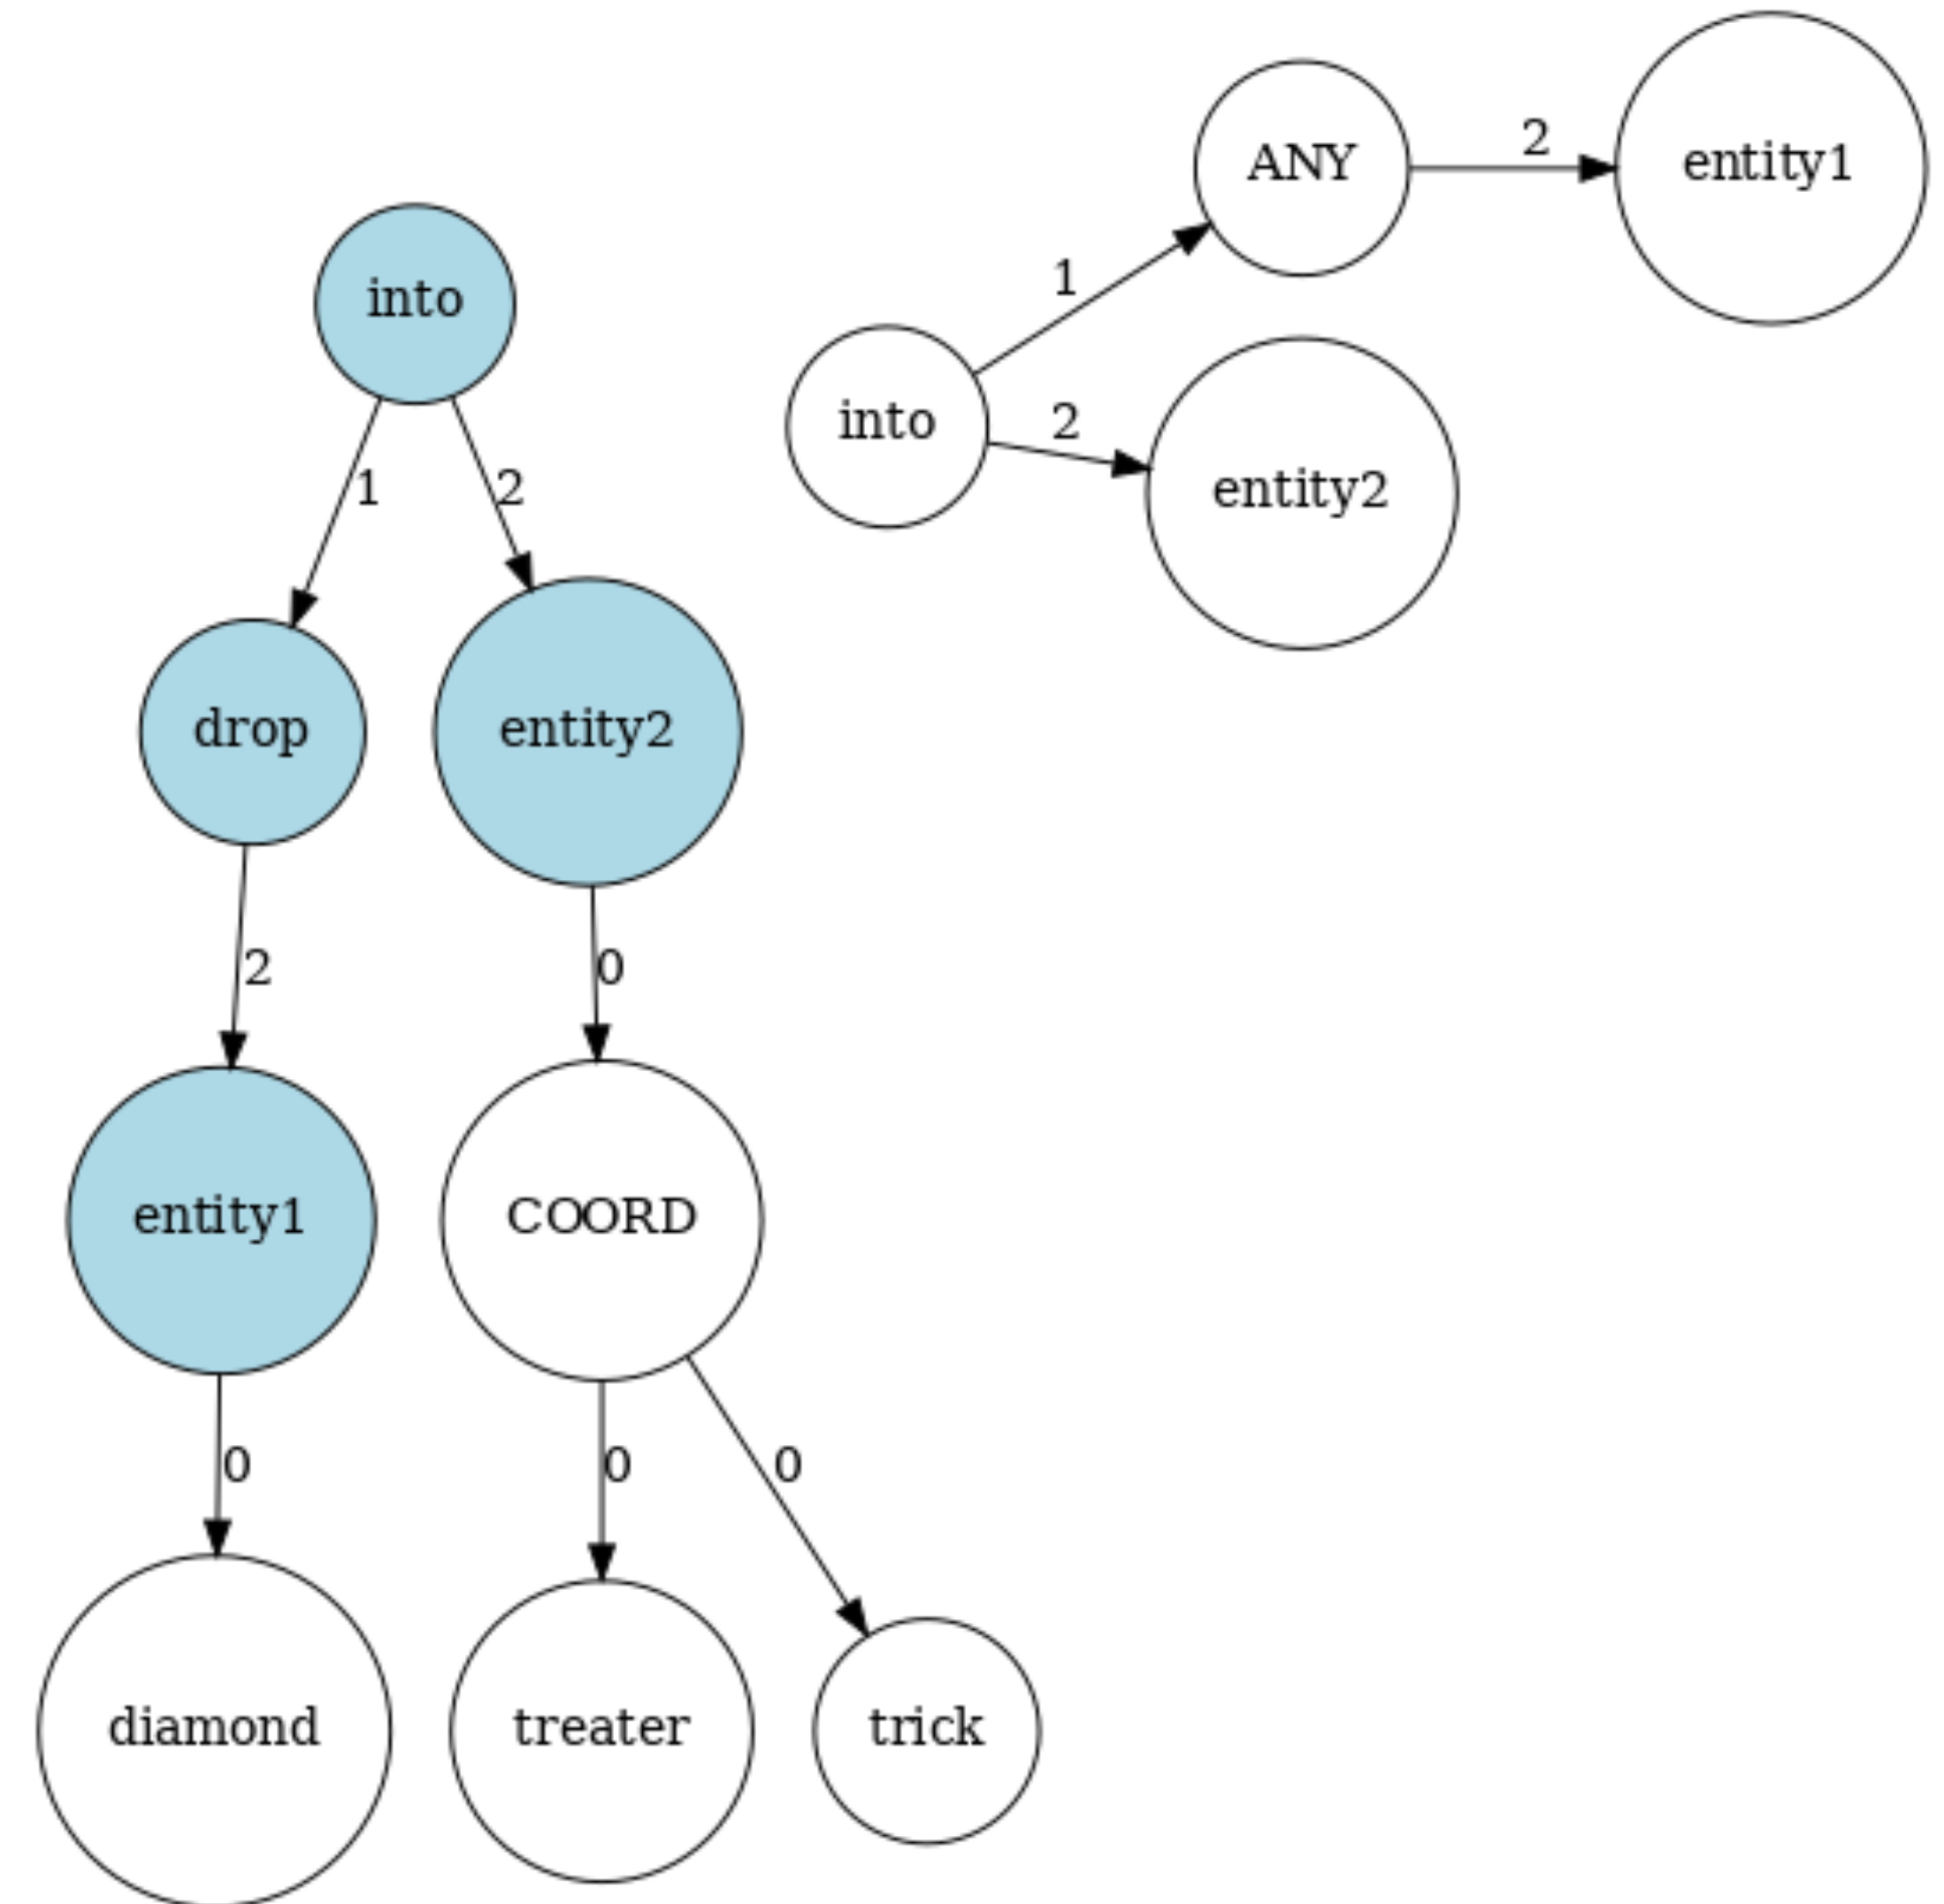 ANY
2
entity1
into
1
into
2
entity2
1
2
drop
entity2
2
0
entity1
COORD
0
0
0
diamond
treater
trick